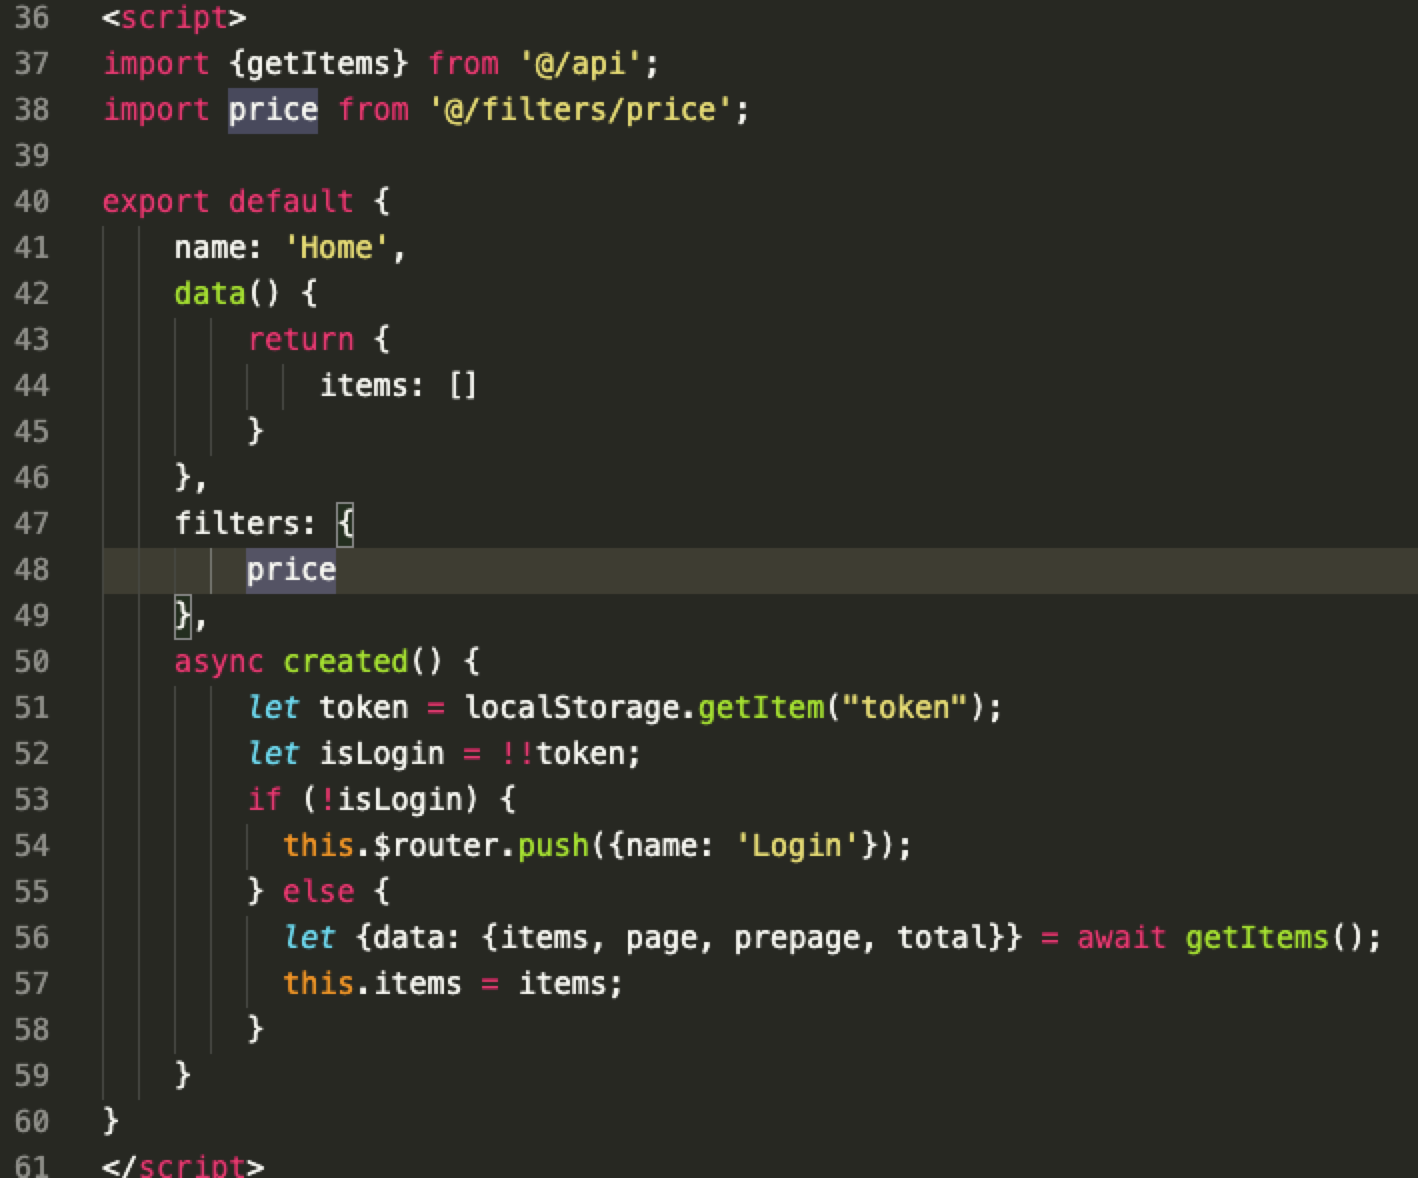 36 <script>
37 import {getItems} from '@/api';
38 import price from '@/filters/price';
39
40 export default {
41 name: 'Home',
42 data() {
43 return {
44 items: []
45 }
46 },
47 filters: {
48 price
49 },
50 async created() {
51 let token = localStorage.getItem("token");
52 let isLogin = !!token;
53 if (!isLogin) {
54 this.$router.push({name: 'Login'});
55 } else {
56 let {data: {items, page, prepage, total}} = await getItems();
57 this.items = items;
58 }
59 }
60 }
61 </script>